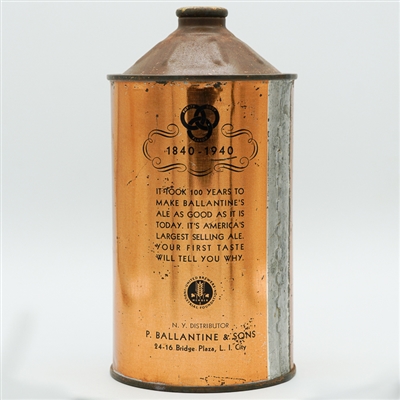 1840-1940
IT TOOK 100 YEARS TO
MAKE BALLANTINE'S
ALE AS GOOD AS IT IS
TODAY. IT'S AMERICA'S
LARGEST SELLING ALE.
YOUR FIRST TASTE
WILL TELL YOU WHY.
N. Y. DISTRIBUTOR
P. BALLANTINE & SONS
24-16 Bridge Plaza, L. I. City